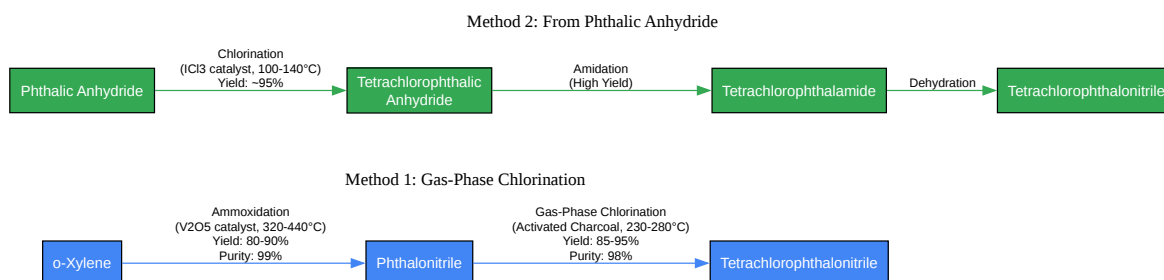 Method 2: From Phthalic Anhydride
Chlorination
(ICl3 catalyst, 100-140°C)
Yield: ~95%
Amidation
(High Yield)
Dehydration
Phthalic Anhydride
Tetrachlorophthalic
Anhydride
Tetrachlorophthalamide
Tetrachlorophthalonitrile
Method 1: Gas-Phase Chlorination
Ammoxidation
(V2O5 catalyst, 320-440°C)
Yield: 80-90%
Purity: 99%
Gas-Phase Chlorination
(Activated Charcoal, 230-280°C)
Yield: 85-95%
Purity: 98%
o-Xylene
Phthalonitrile
Tetrachlorophthalonitrile